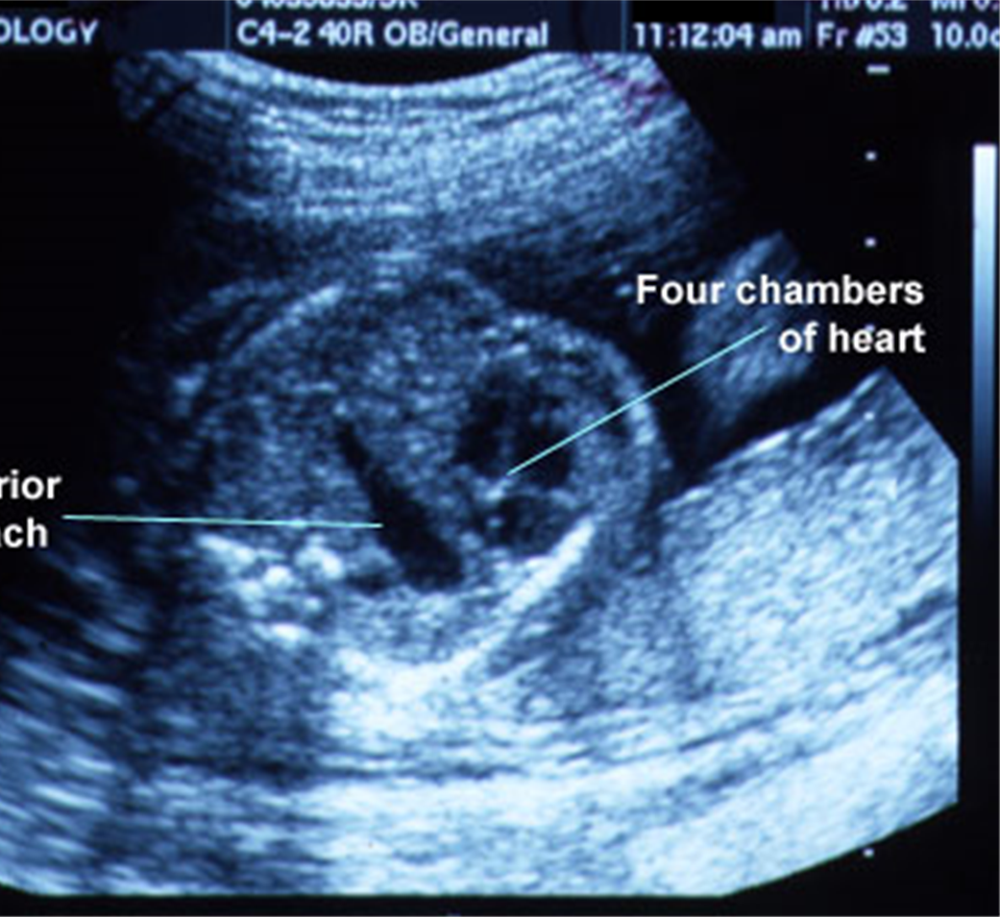 OLOGY
C4-2 40R OB/General
11:12:04 am
Fr #53
10.0c
Four chambers
of heart
rior
ach